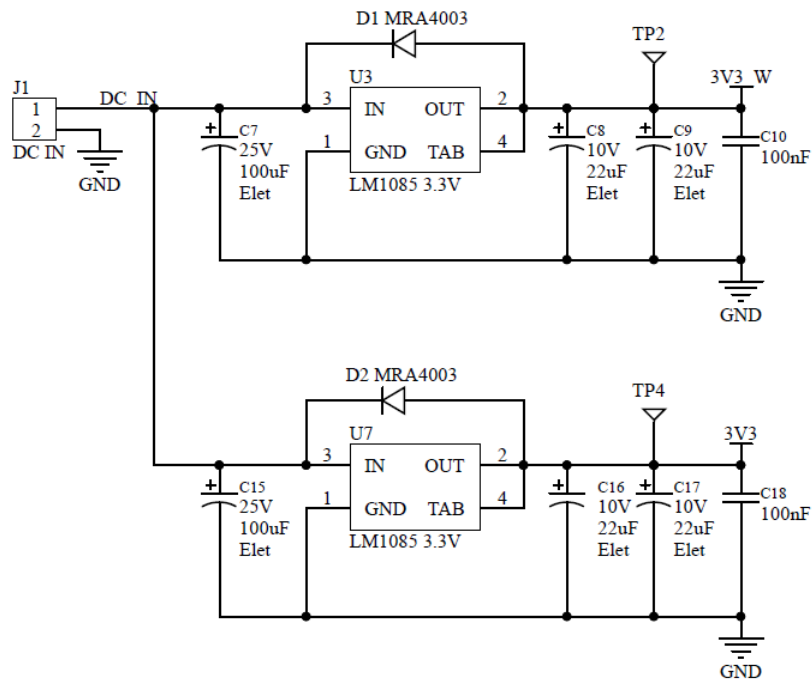 D1 MRA4003
TP2
J1
1
2
DC IN
DC IN
GND
U3
3 IN OUT 2
1 GND TAB 4
LM1085 3.3V
+ C7
25V
100uF
Elet
+ C8
10V
22uF
Elet
+ C9
10V
22uF
Elet
3V3 W
C10
100nF
GND
D2 MRA4003
TP4
U7
3 IN OUT 2
1 GND TAB 4
LM1085 3.3V
+ C15
25V
100uF
Elet
+ C16
10V
22uF
Elet
+ C17
10V
22uF
Elet
3V3
C18
100nF
GND